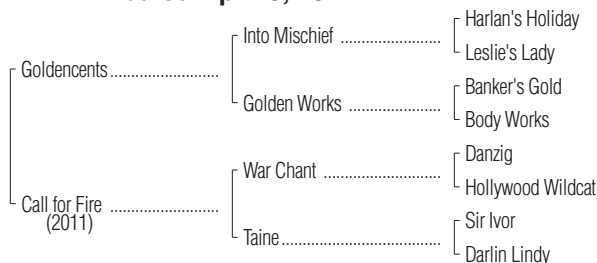 Harlan's Holiday
Into Mischief
Leslie's Lady
Goldencents
Banker's Gold
Golden Works
Body Works
Danzig
War Chant
Hollywood Wildcat
Call for Fire
(2011)
Sir Ivor
Taine
Darlin Lindy